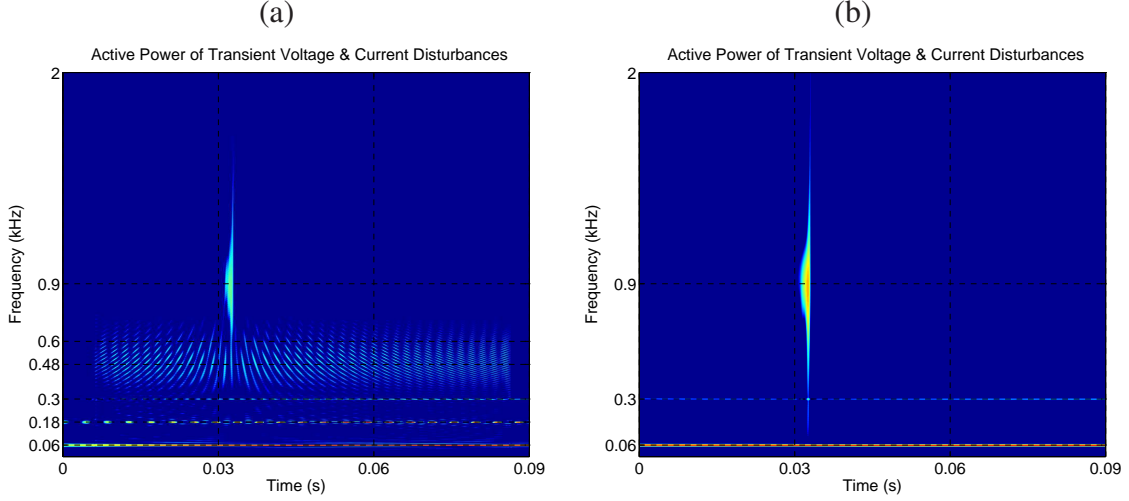 (a)
Active Power of Transient Voltage & Current Disturbances
2
0.9
0.6
0.48
0.3
0.18
0.06
Frequency (kHz)
0 0.03 0.06 0.09
Time (s)
(b)
Active Power of Transient Voltage & Current Disturbances
2
0.9
0.3
0.06
Frequency (kHz)
0 0.03 0.06 0.09
Time (s)